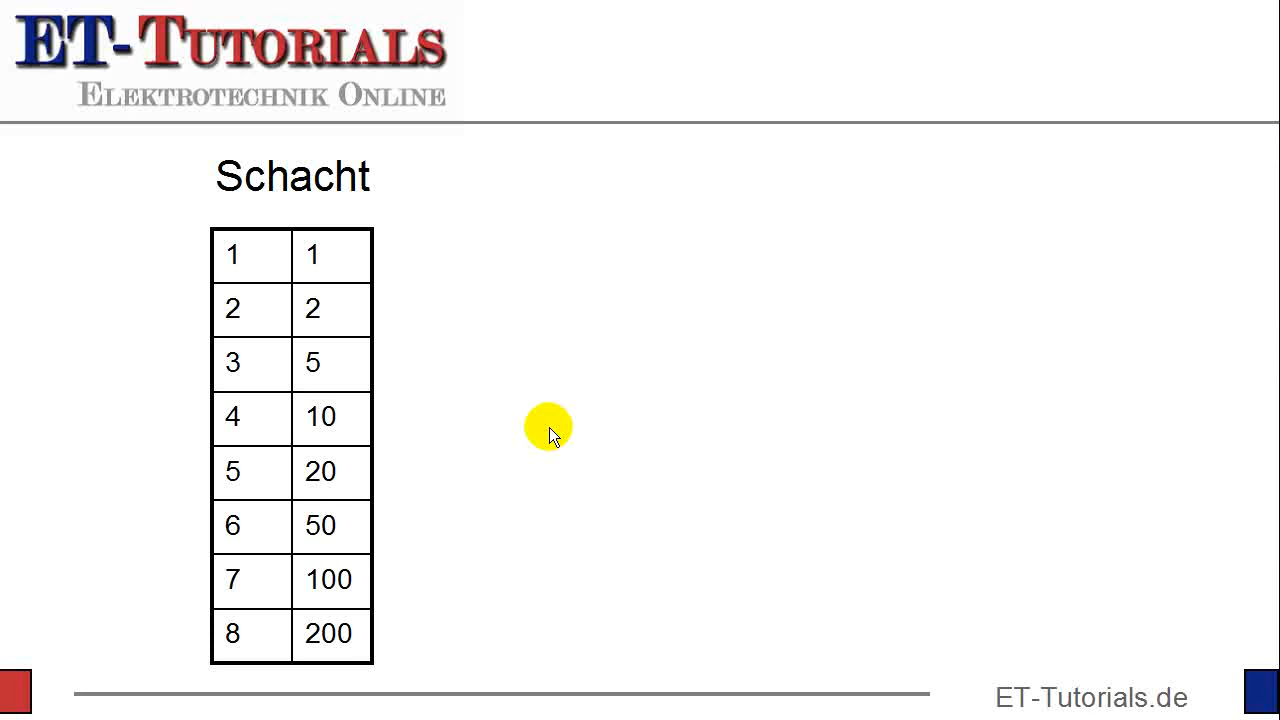 ET-TUTORIALS
ELEKTROTECHNIK ONLINE
Schacht
1 1
2 2
3 5
4 10
5 20
6 50
7 100
8 200
ET-Tutorials.de